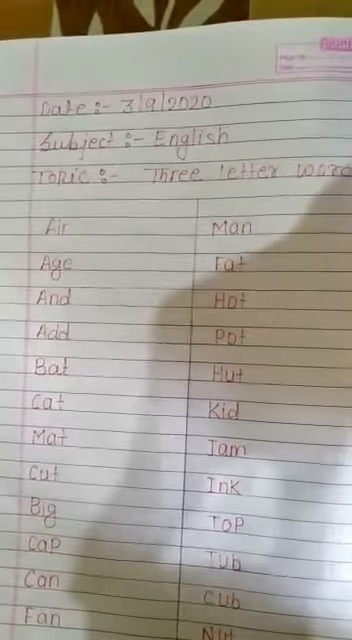 Date :- 3/9/2020
Subject :- English
Topic :- Three letter word
Air Man
Age Fat
And Hot
Add Pot
Bat Hut
Cat Kid
Mat Jam
Cut Ink
Big Top
Cap Tub
Can Cub
Fan